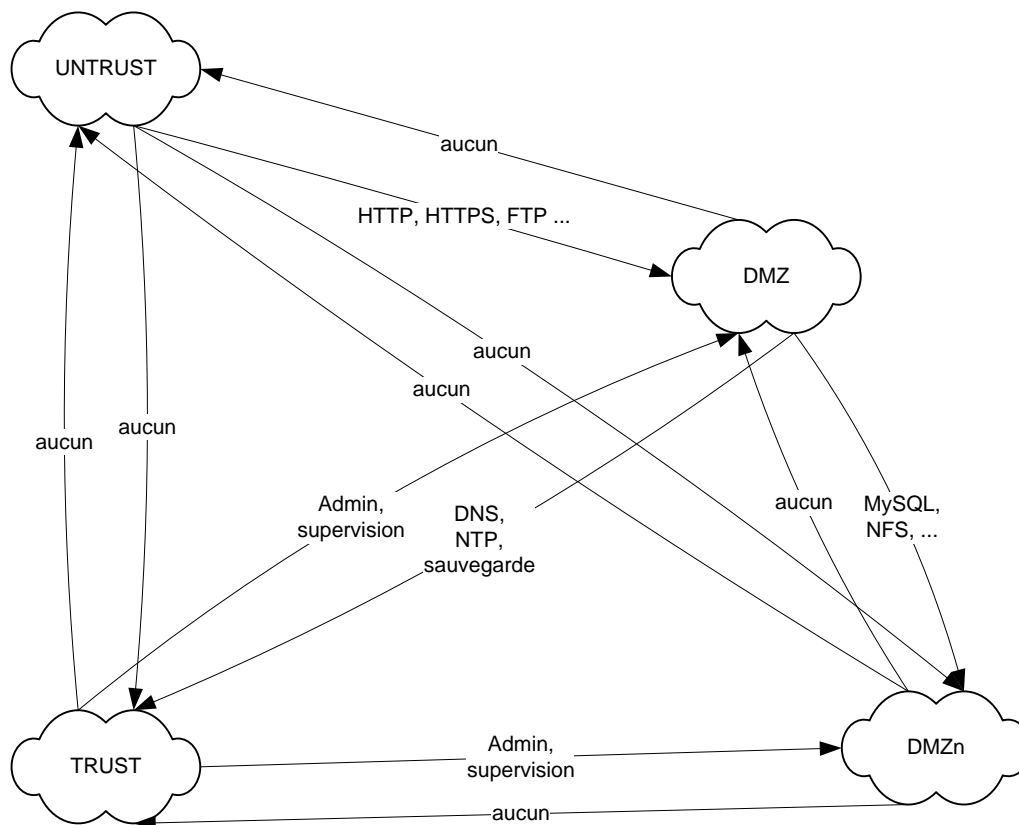 UNTRUST
aucun
HTTP, HTTPS, FTP ...
DMZ
aucun
aucun
aucun
aucun
Admin,
supervision
DNS,
NTP,
sauvegarde
aucun
MySQL,
NFS, ...
TRUST
Admin,
supervision
DMZn
aucun